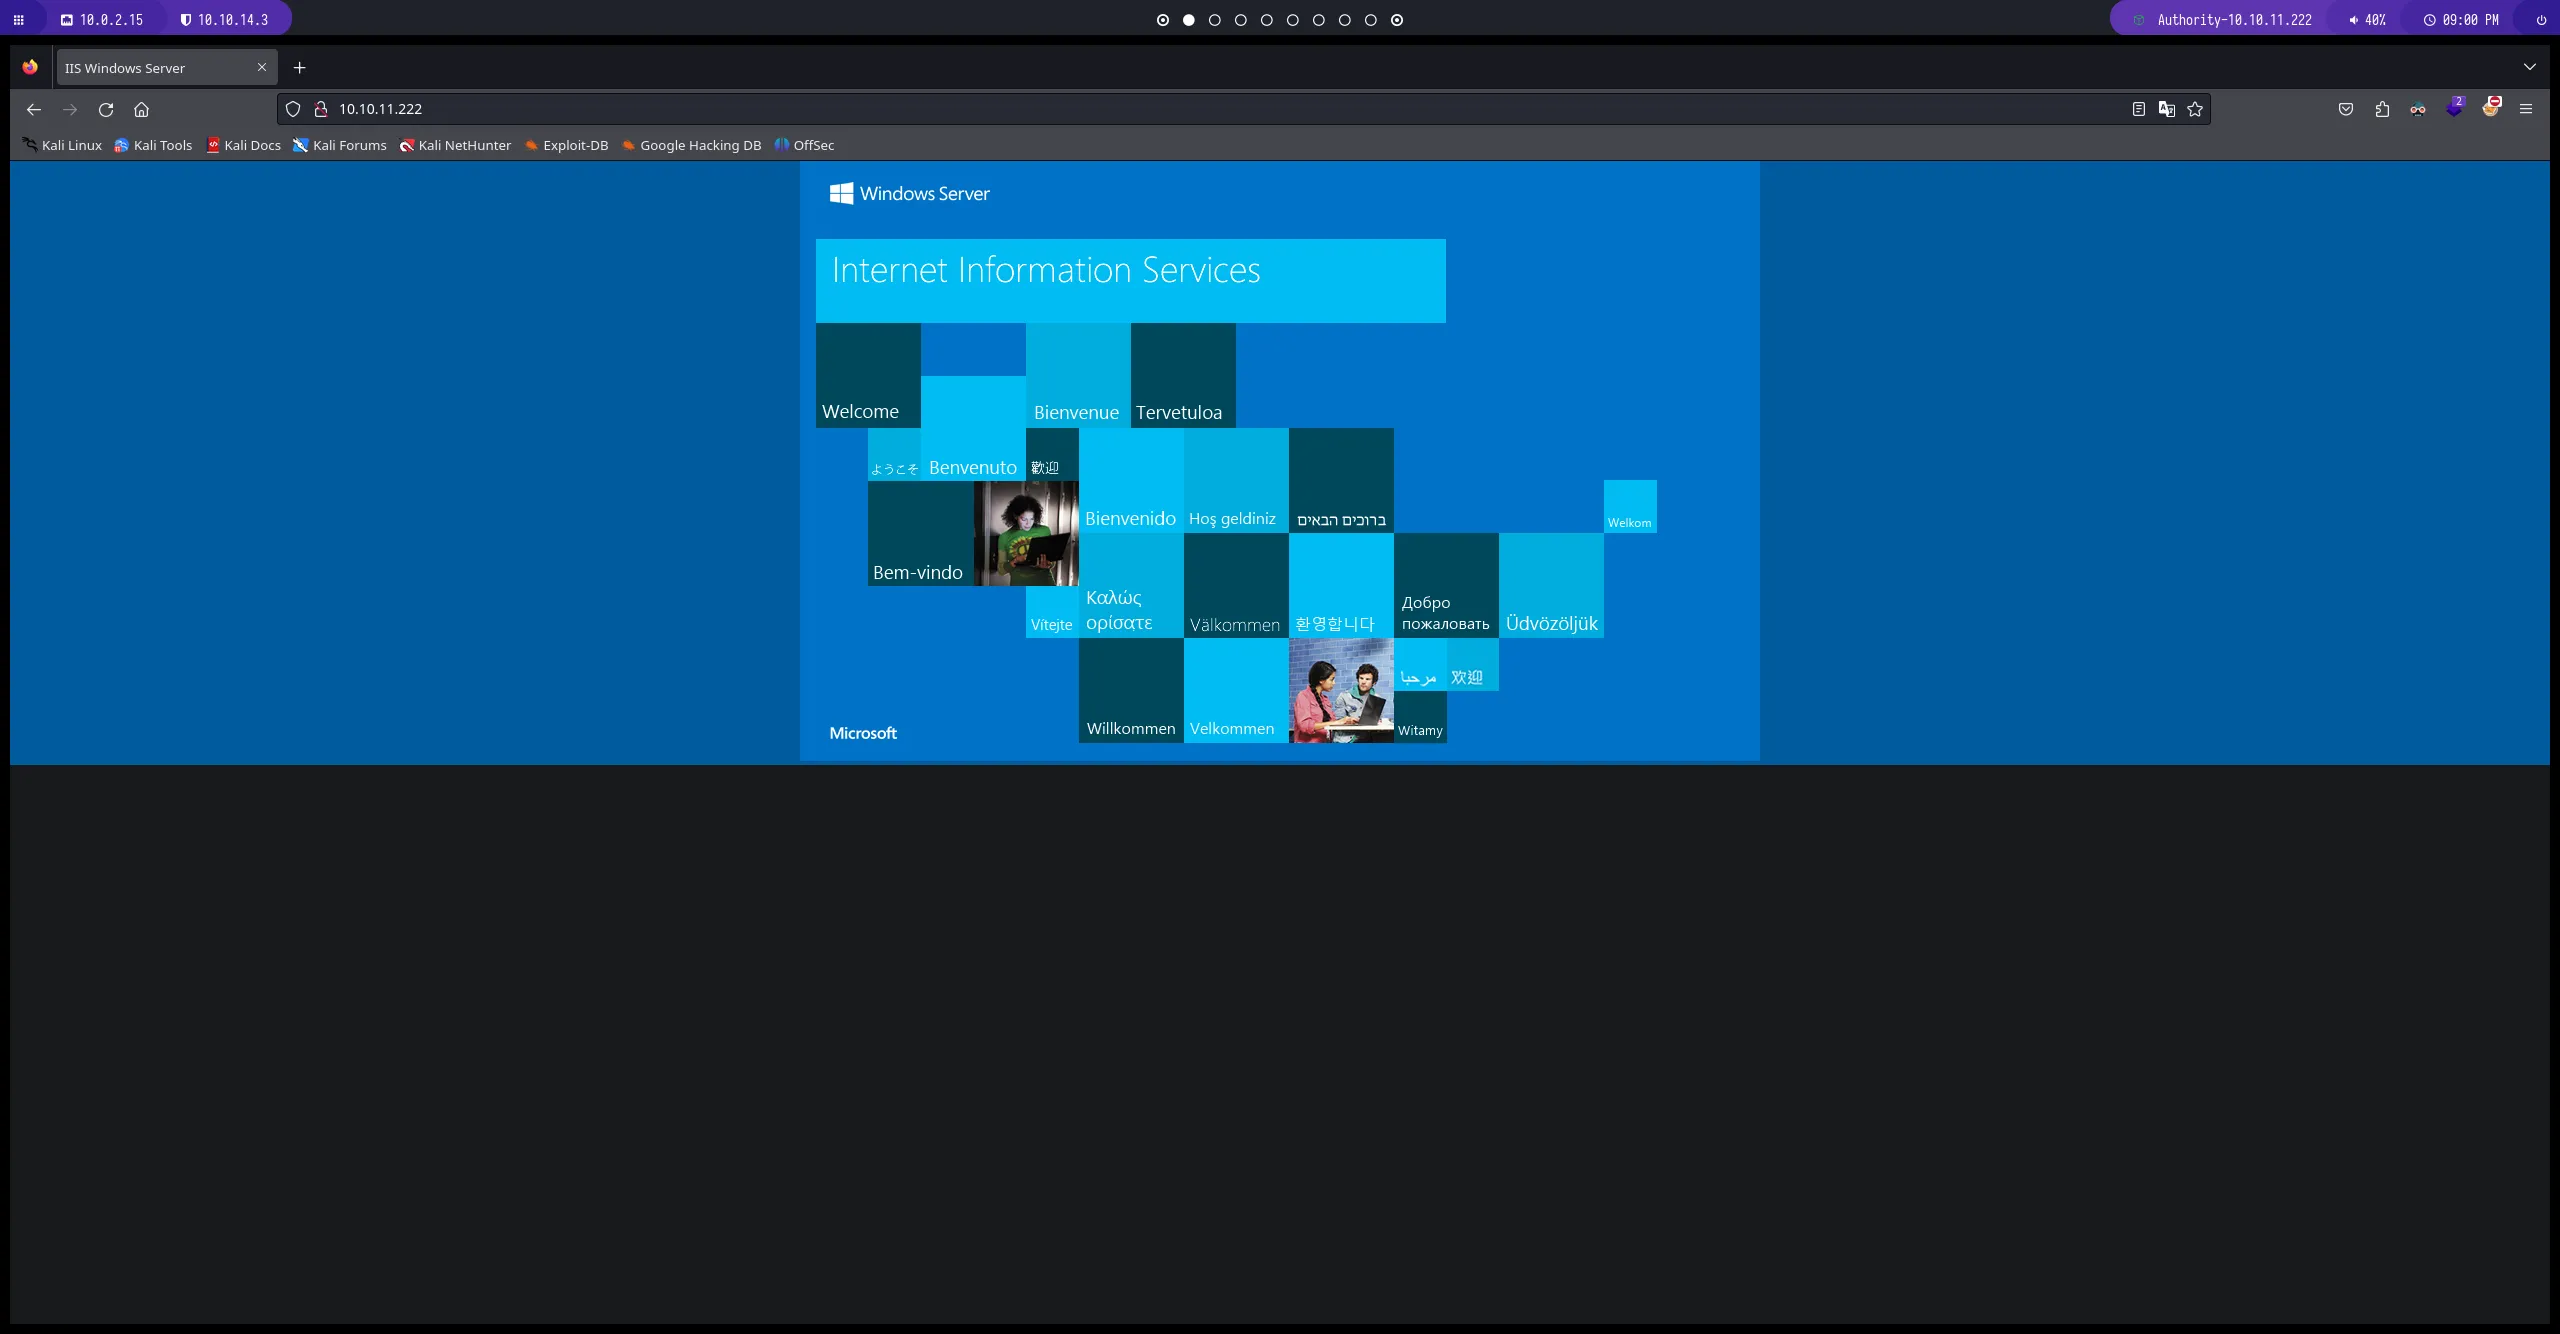 10.0.2.15
10.10.14.3
Authority-10.10.11.222
40%
09:00 PM
IIS Windows Server
10.10.11.222
2
Kali Linux
Kali Tools
Kali Docs
Kali Forums
Kali NetHunter
Exploit-DB
Google Hacking DB
OffSec
Windows Server
Internet Information Services
Welcome
Bienvenue
Tervetuloa
ようこそ
Benvenuto
歡迎
Bienvenido
Hoş geldiniz
ברוכים הבאים
Welkom
Bem-vindo
Vítejte
Καλώς
ορίσατε
Välkommen
환영합니다
Добро
пожаловать
Üdvözöljük
مرحبا
欢迎
Microsoft
Willkommen
Velkommen
Witamy